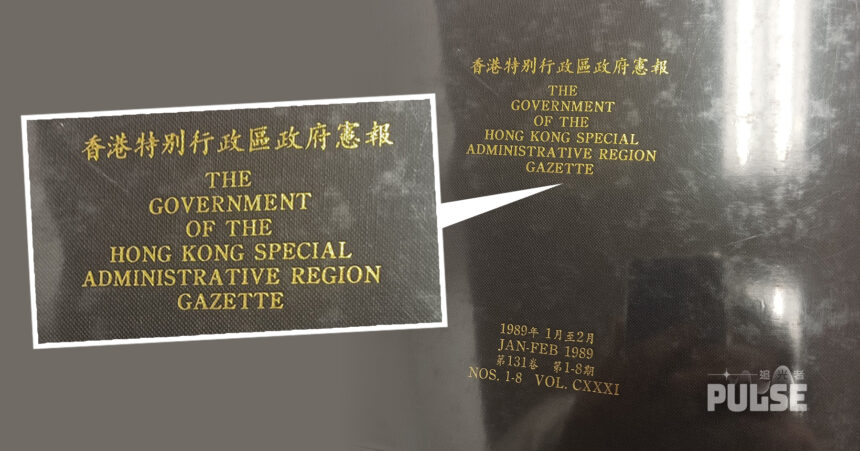 香港特別行政區政府憲報
THE
GOVERNMENT
OF THE
HONG KONG SPECIAL
ADMINISTRATIVE REGION
GAZETTE
香港特別行政區政府憲報
THE
GOVERNMENT
OF THE
HONG KONG SPECIAL
ADMINISTRATIVE REGION
GAZETTE
1989年 1月至2月
JAN-FEB 1989
第131卷 第1-8期
NOS. 1-8 VOL. CXXXI
追光者
PULSE